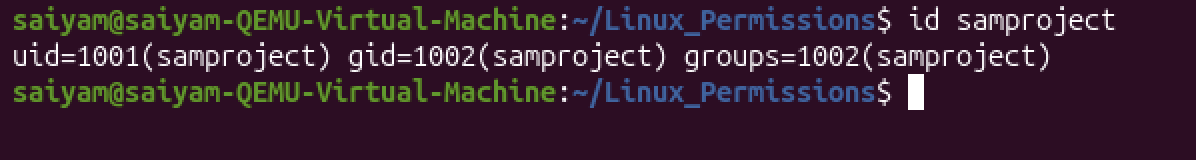 saiyam@saiyam-QEMU-Virtual-Machine:~/Linux_Permissions$ id samproject
uid=1001(samproject) gid=1002(samproject) groups=1002(samproject)
saiyam@saiyam-QEMU-Virtual-Machine:~/Linux_Permissions$